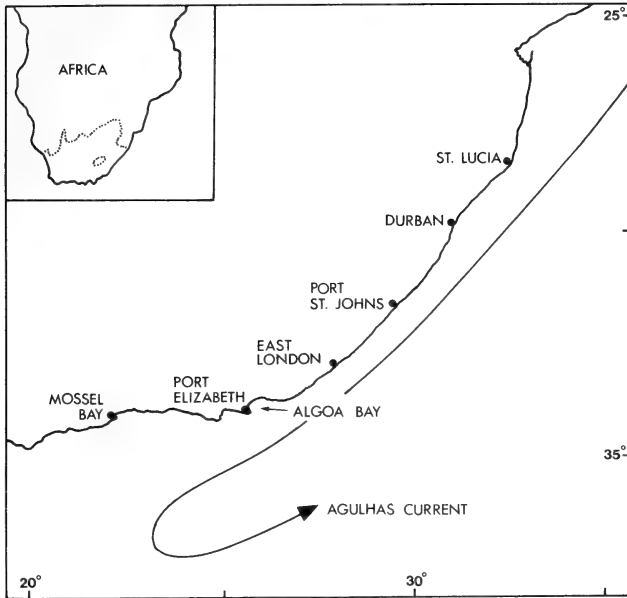 25°
AFRICA
ST. LUCIA
DURBAN
PORT
ST. JOHNS
EAST
LONDON
PORT
ELIZABETH
MOSSEL
BAY
ALGOA BAY
35°
AGULHAS CURRENT
20°
30°